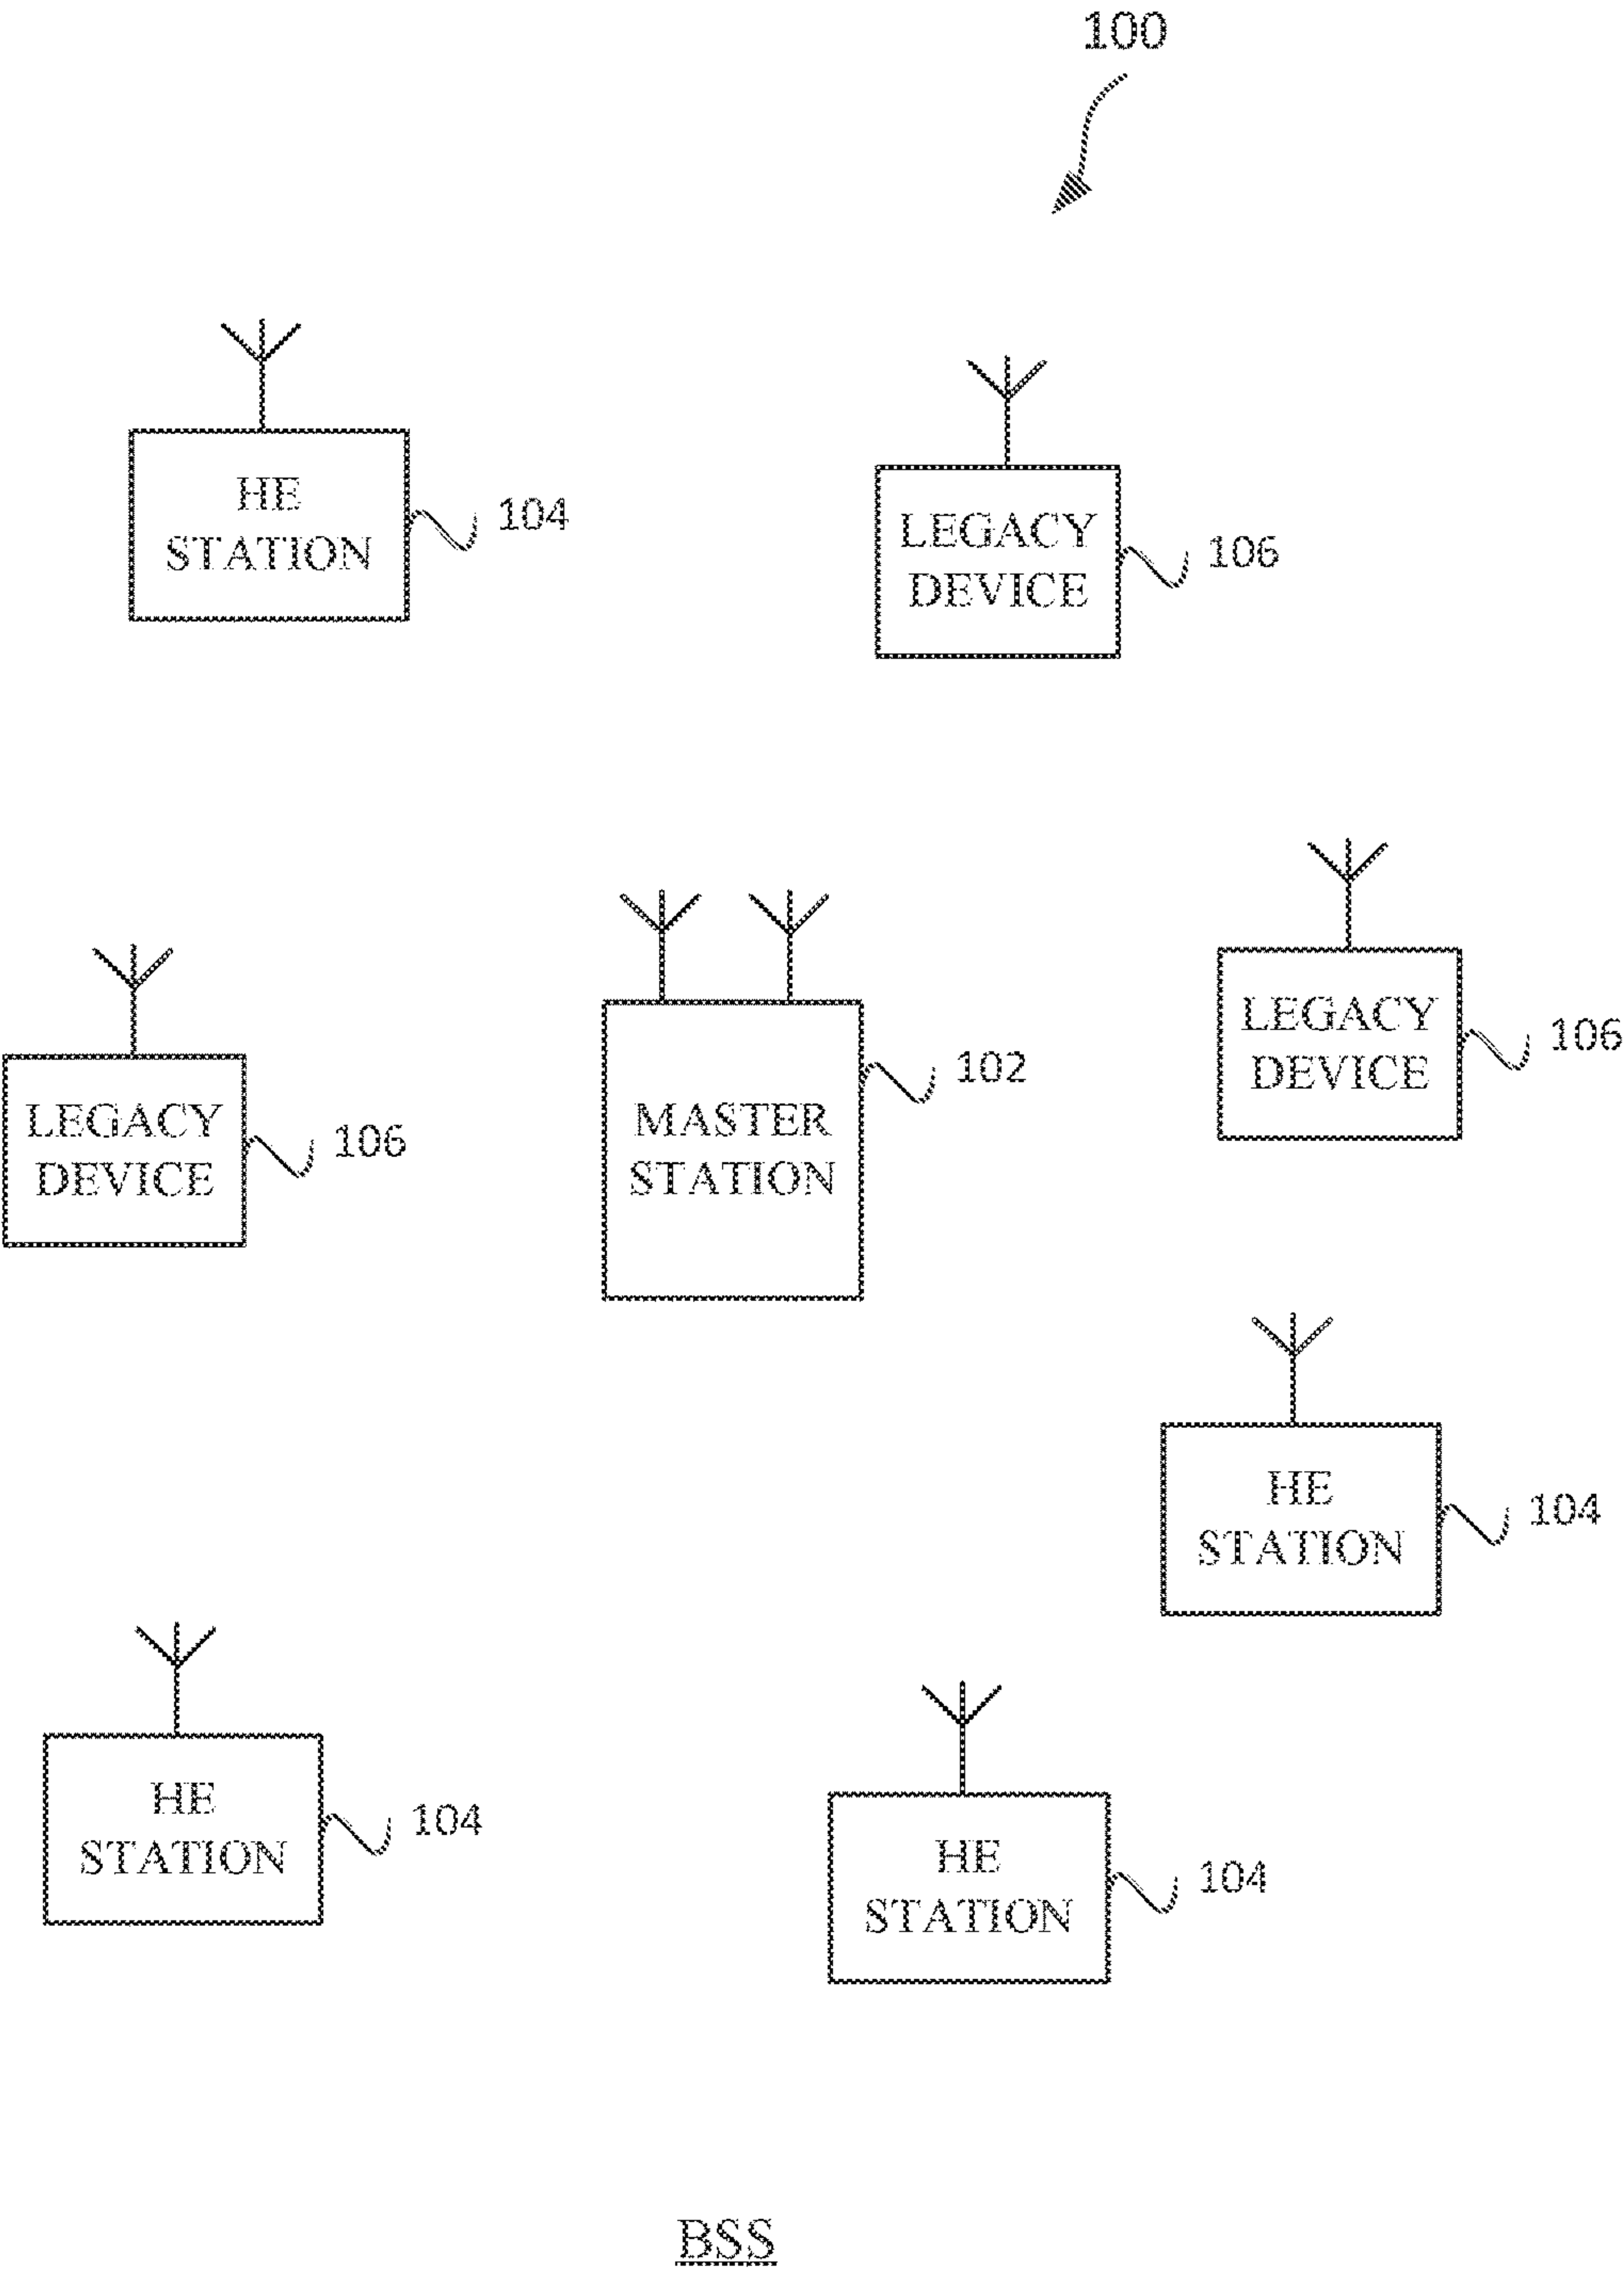 100
HE
STATION
104
LEGACY
DEVICE
106
LEGACY
DEVICE
106
MASTER
STATION
102
LEGACY
DEVICE
106
HE
STATION
104
HE
STATION
104
HE
STATION
104
BSS